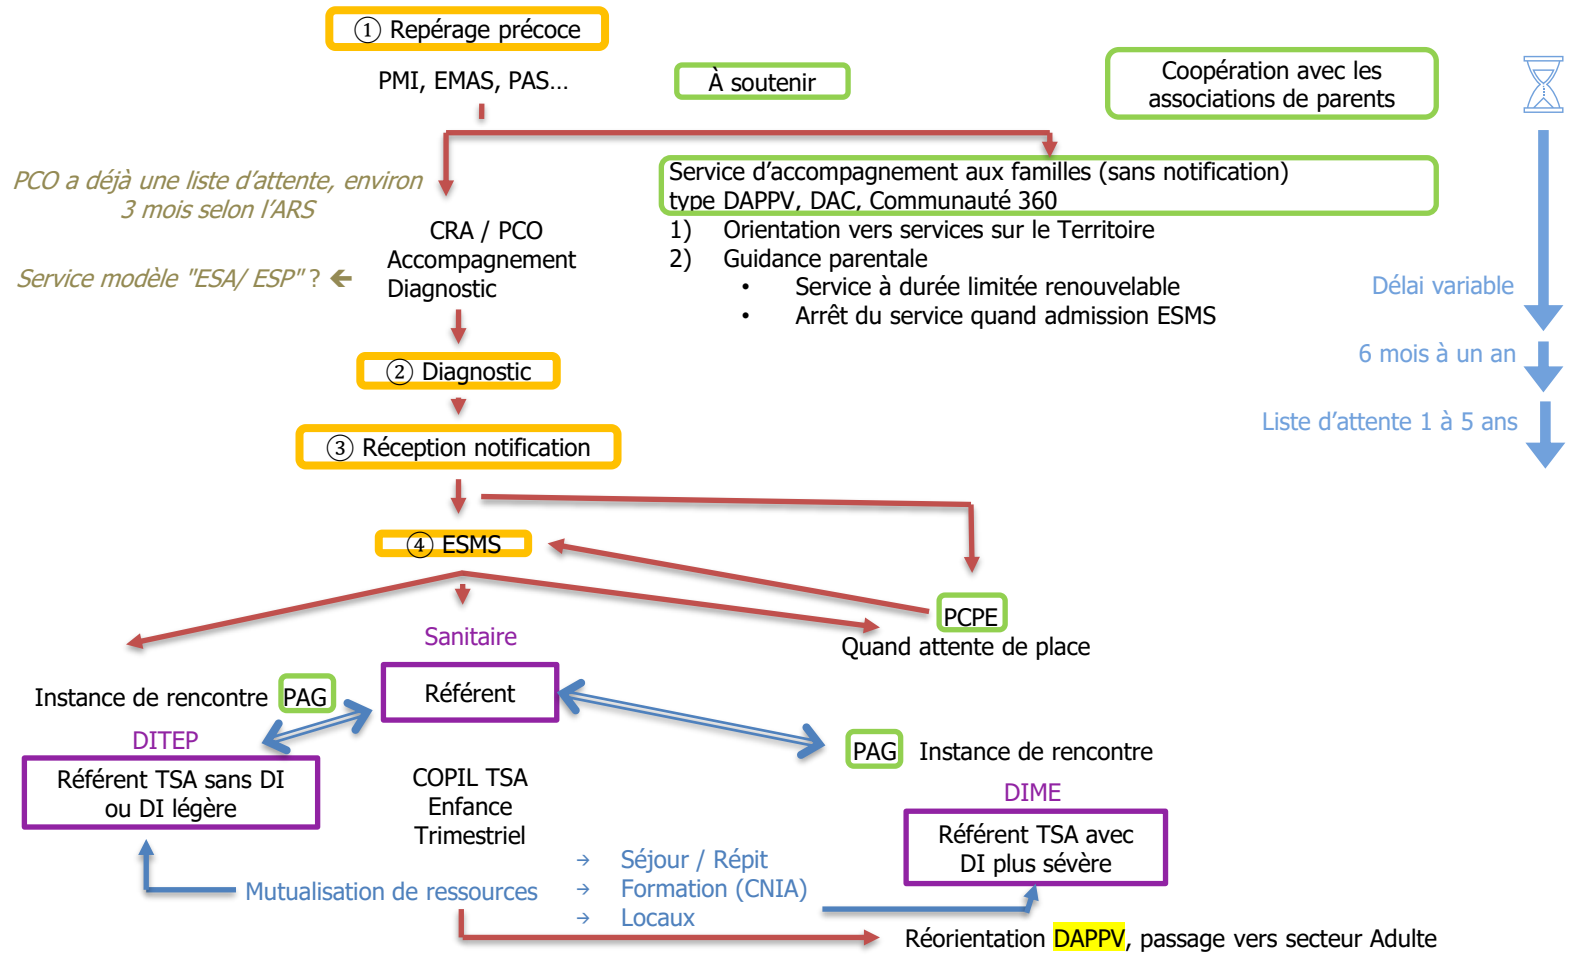 ① Repérage précoce
PMI, EMAS, PAS...
À soutenir
Coopération avec les
associations de parents
PCO a déjà une liste d'attente, environ
3 mois selon l'ARS
Service d'accompagnement aux familles (sans notification)
type DAPPV, DAC, Communauté 360
1) Orientation vers services sur le Territoire
2) Guidance parentale
• Service à durée limitée renouvelable
• Arrêt du service quand admission ESMS
CRA / PCO
Accompagnement
Diagnostic
Service modèle "ESA/ ESP" ? 🡸
Délai variable
6 mois à un an
Liste d'attente 1 à 5 ans
② Diagnostic
③ Réception notification
④ ESMS
PCPE
Quand attente de place
Sanitaire
Référent
Instance de rencontre PAG
DITEP
Référent TSA sans DI
ou DI légère
PAG Instance de rencontre
DIME
Référent TSA avec
DI plus sévère
COPIL TSA
Enfance
Trimestriel
Mutualisation de ressources
→ Séjour / Répit
→ Formation (CNIA)
→ Locaux
Réorientation DAPPV, passage vers secteur Adulte